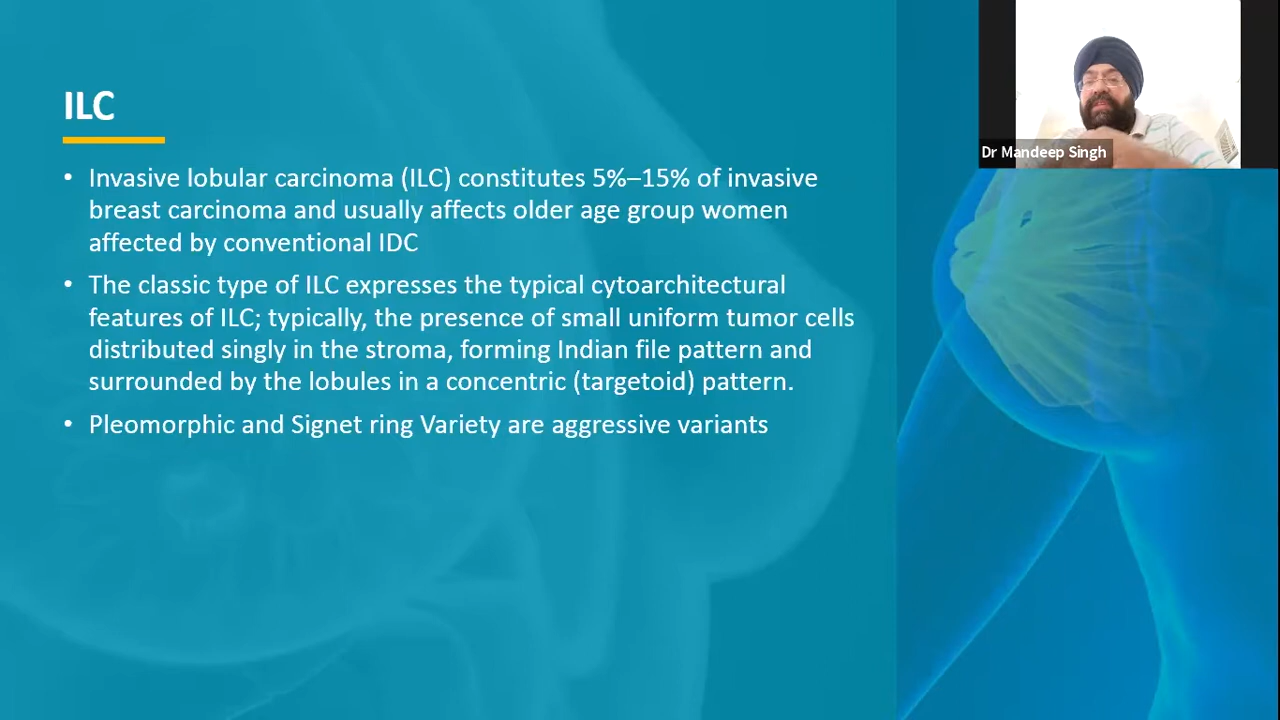 ILC
• Invasive lobular carcinoma (ILC) constitutes 5%–15% of invasive
breast carcinoma and usually affects older age group women
affected by conventional IDC
• The classic type of ILC expresses the typical cytoarchitectural
features of ILC; typically, the presence of small uniform tumor cells
distributed singly in the stroma, forming Indian file pattern and
surrounded by the lobules in a concentric (targetoid) pattern.
• Pleomorphic and Signet ring Variety are aggressive variants
Dr Mandeep Singh